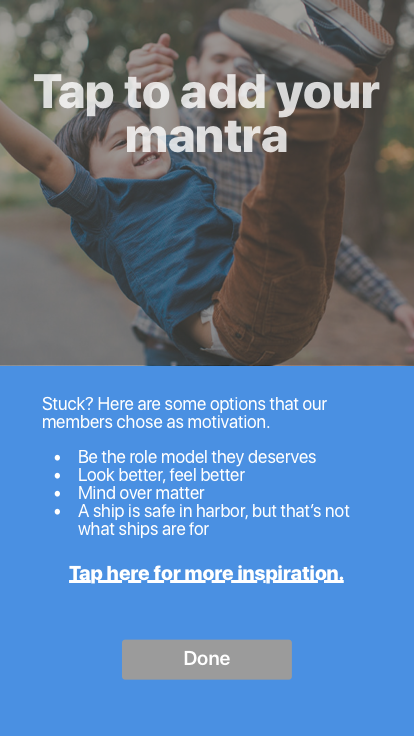 Tap to add your
mantra
Stuck? Here are some options that our
members chose as motivation.
• Be the role model they deserves
• Look better, feel better
• Mind over matter
• A ship is safe in harbor, but that’s not
what ships are for
Tap here for more inspiration.
Done